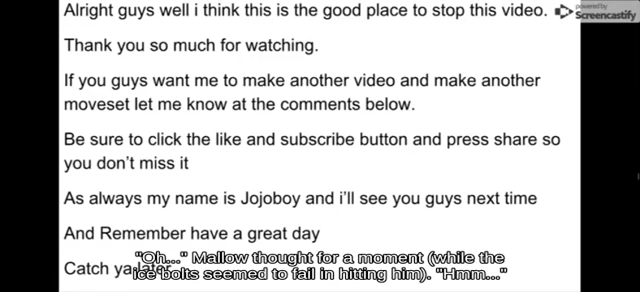 Alright guys well i think this is the good place to stop this video.
powered by
Screencastify
Thank you so much for watching.
If you guys want me to make another video and make another
moveset let me know at the comments below.
Be sure to click the like and subscribe button and press share so
you don't miss it
As always my name is Jojoboy and i'll see you guys next time
And Remember have a great day
Catch ya later
"Oh..." Mallow thought for a moment (while the
ice bolts seemed to fail in hitting him). "Hmm..."